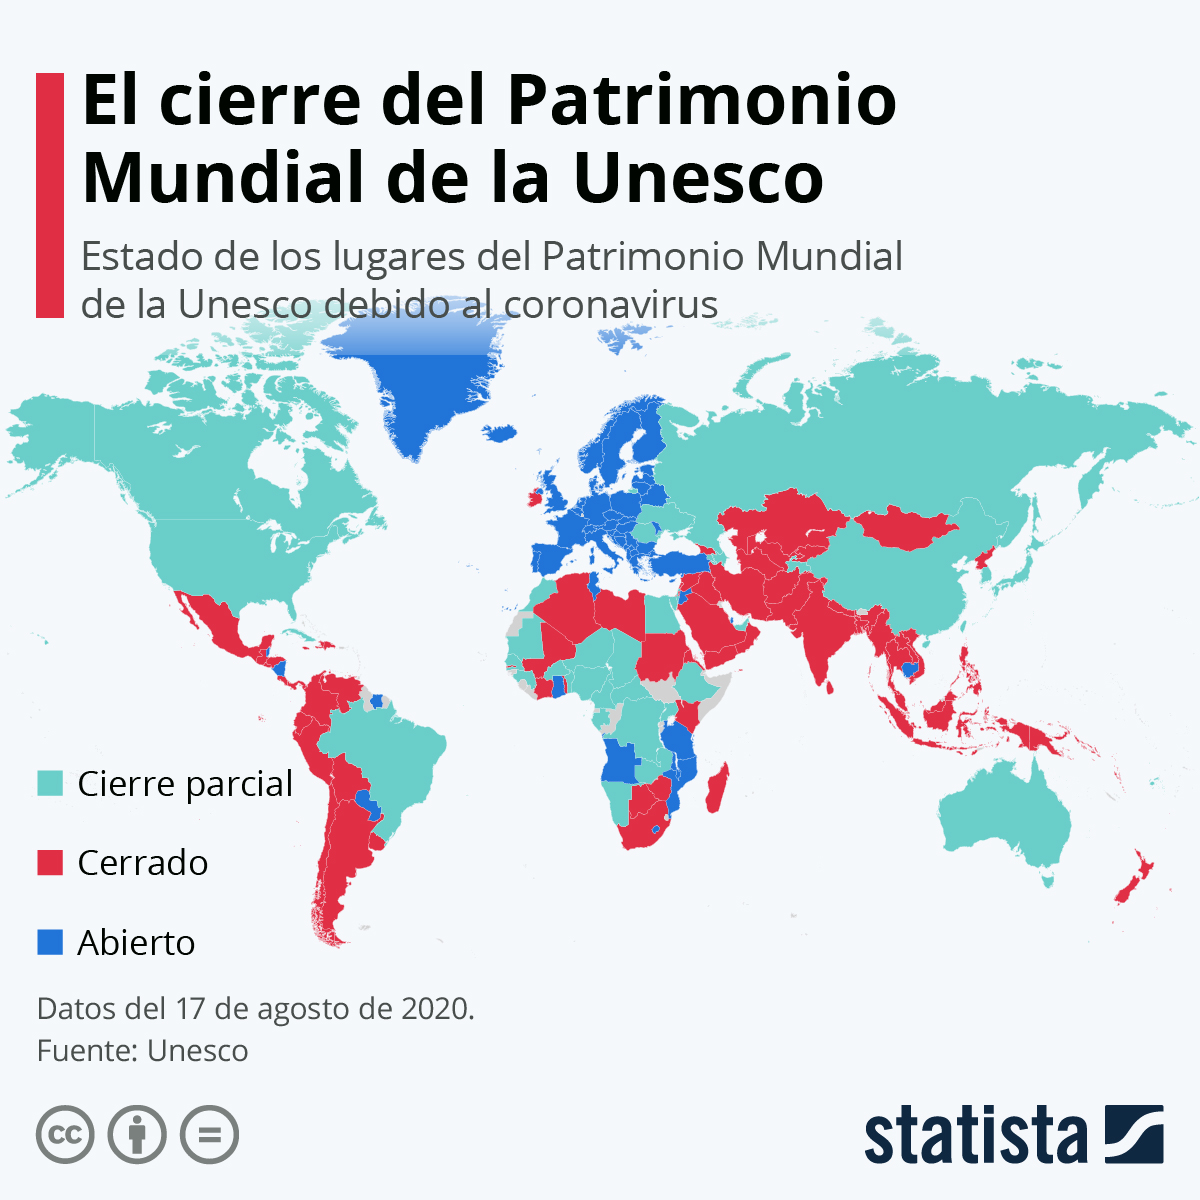 El cierre del Patrimonio
Mundial de la Unesco
Estado de los lugares del Patrimonio Mundial
de la Unesco debido al coronavirus
Cierre parcial
Cerrado
Abierto
Datos del 17 de agosto de 2020.
Fuente: Unesco
cc
statista